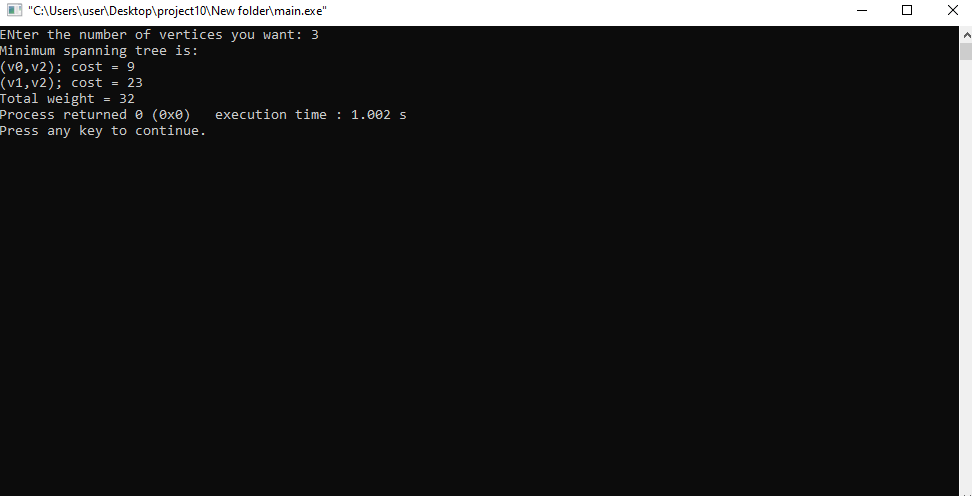 "C:\Users\user\Desktop\project10\New folder\main.exe"
ENter the number of vertices you want: 3
Minimum spanning tree is:
(v0,v2); cost = 9
(v1,v2); cost = 23
Total weight = 32
Process returned 0 (0x0)   execution time : 1.002 s
Press any key to continue.